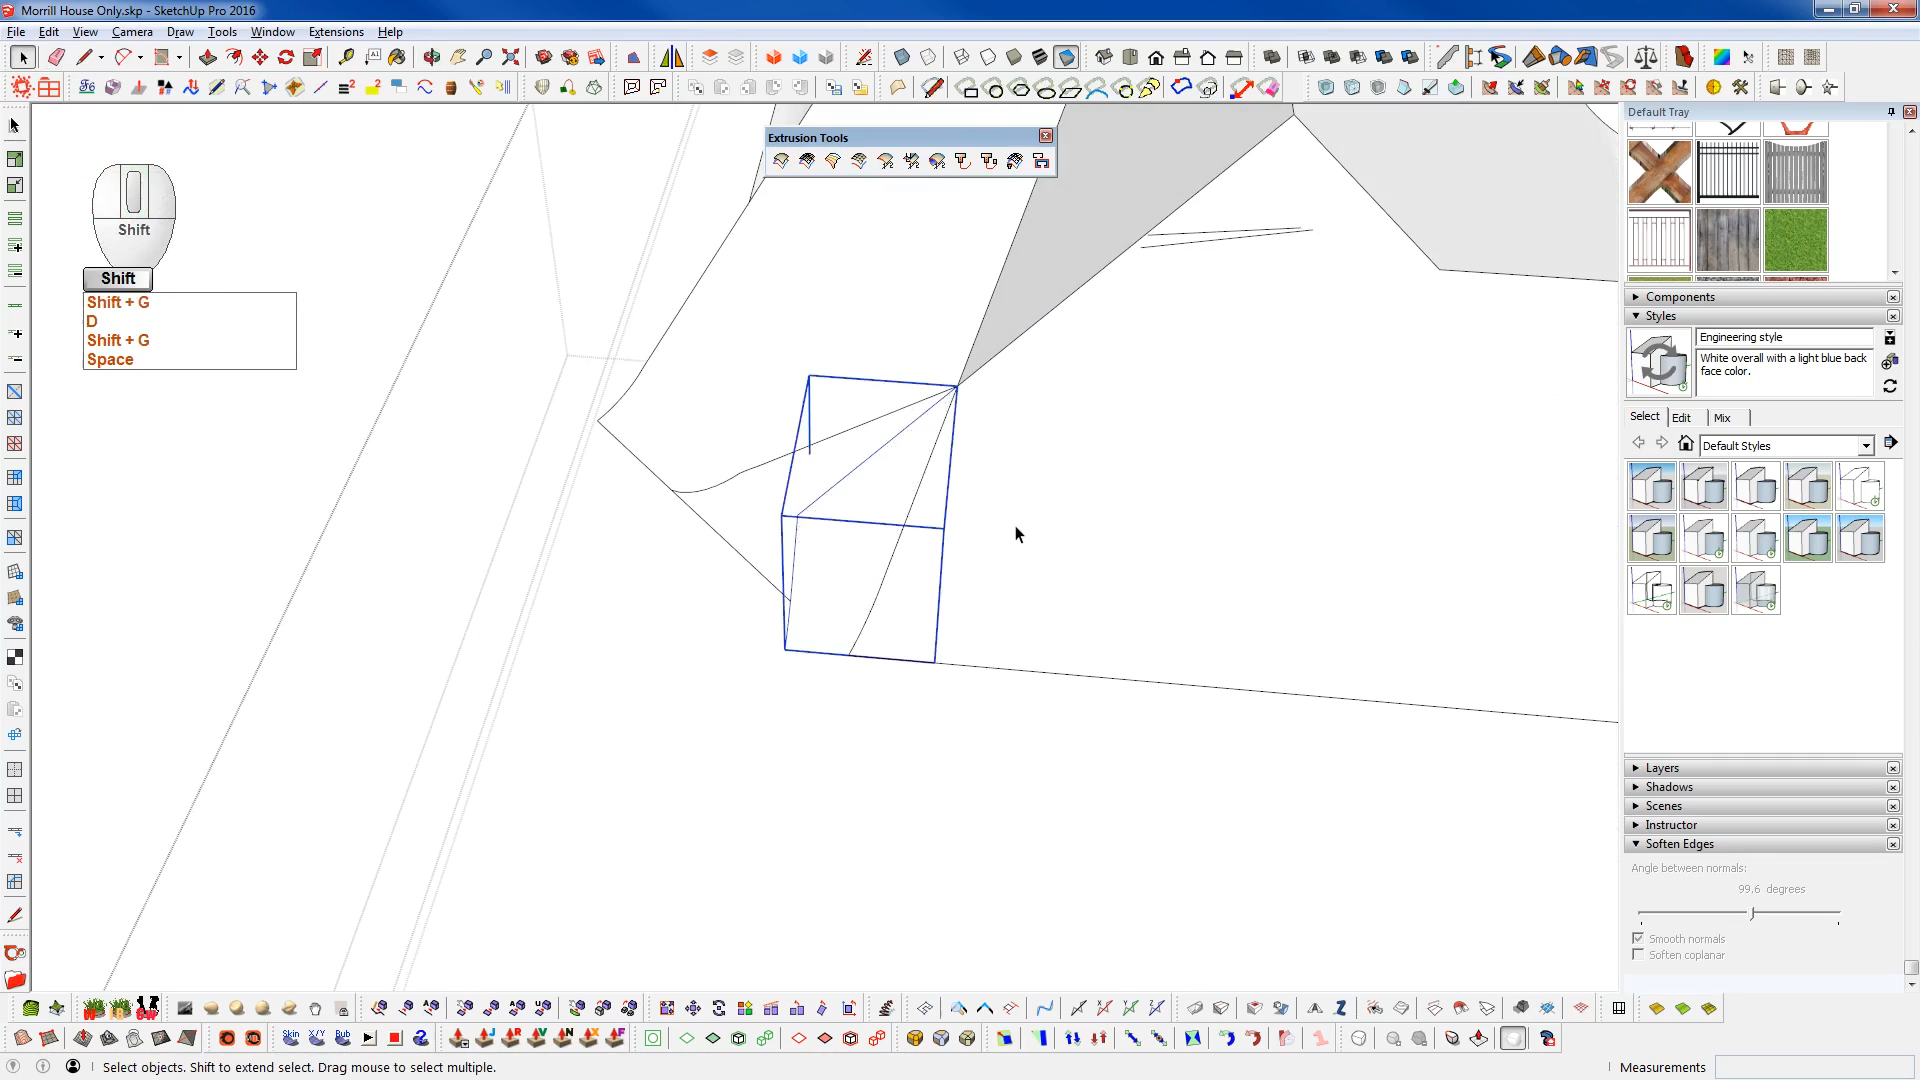 Morrill House Only.skp - SketchUp Pro 2016
File Edit View Camera Draw Tools Window Extensions Help
Default Tray
Extrusion Tools
Shift
Shift
Shift + G
D
Shift + G
Space
Components
Styles
Engineering style
White overall with a light blue back
face color.
Select Edit Mix
Default Styles
Layers
Shadows
Scenes
Instructor
Soften Edges
Angle between normals:
99.6 degrees
Smooth normals
Soften coplanar
Skin X/Y Bub
Select objects. Shift to extend select. Drag mouse to select multiple.
Measurements